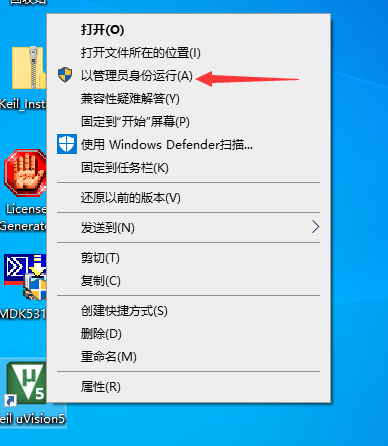 打开(O)
打开文件所在的位置(I)
以管理员身份运行(A)
兼容性疑难解答(Y)
固定到"开始"屏幕(P)
使用 Windows Defender扫描...
固定到任务栏(K)
还原以前的版本(V)
发送到(N)
剪切(T)
复制(C)
创建快捷方式(S)
删除(D)
重命名(M)
属性(R)
Keil_Inst
License
Generato
MDK531
μ
5
eil uVision5